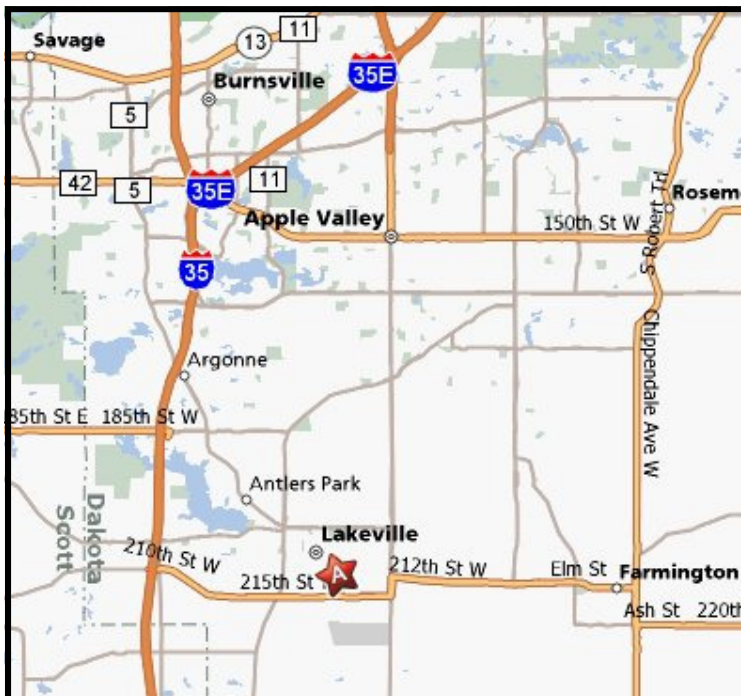 11
13
Savage
35E
Burnsville
5
42
5
35E
11
Rosem
Apple Valley
150th St W
S Robert Trl
35
Chippendale Ave W
Argonne
85th St E
185th St W
Antlers Park
Dakota
Scott
Lakeville
210th St W
212th St W
Elm St
Farmington
215th St
A
Ash St
220th